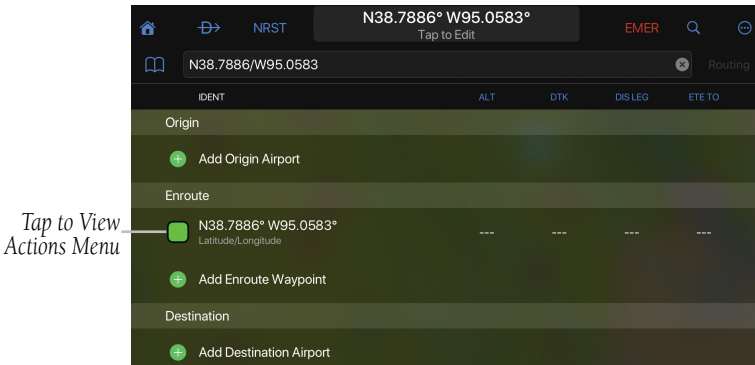 NRST
N38.7886° W95.0583°
Tap to Edit
EMER
N38.7886/W95.0583
Routing
IDENT ALT DTK DIS LEG ETE TO
Origin
Add Origin Airport
Enroute
Tap to View
Actions Menu
N38.7886° W95.0583°
Latitude/Longitude
--- --- --- ---
Add Enroute Waypoint
Destination
Add Destination Airport